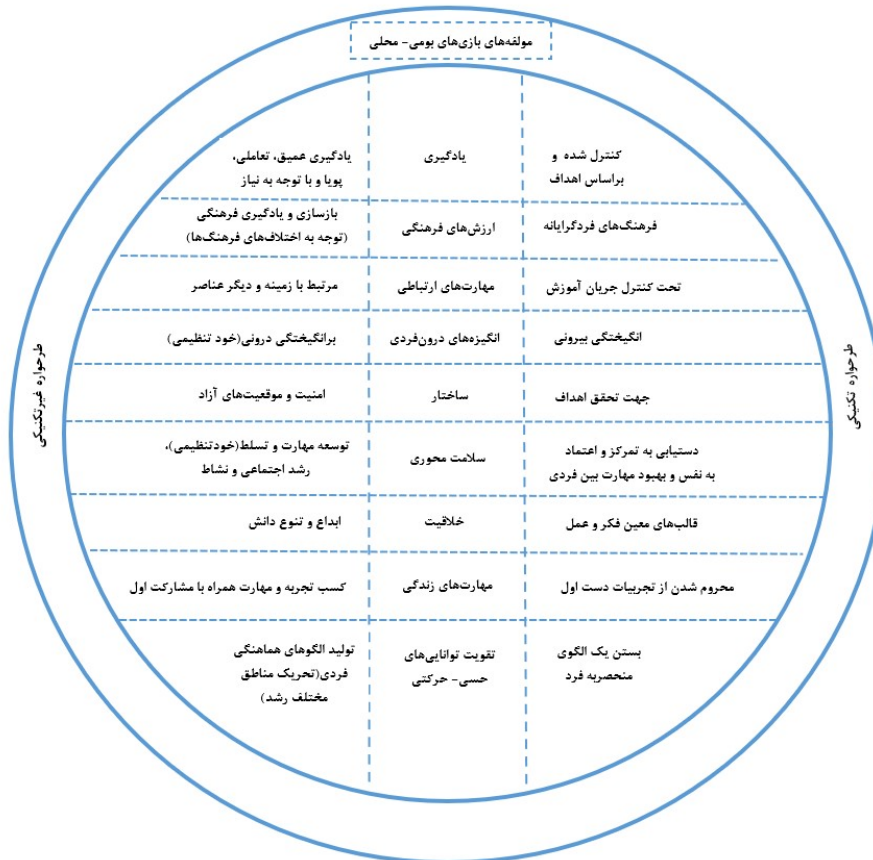 مولفه‌های بازی‌های بومی- محلی
طرحواره تکنیکی
طرحواره غیرتکنیکی
کنترل شده و
براساس اهداف
یادگیری
یادگیری عمیق، تعاملی،
پویا و با توجه به نیاز
فرهنگ‌های فردگرایانه
ارزش‌های فرهنگی
بازسازی و یادگیری فرهنگی
(توجه به اختلاف‌های فرهنگ‌ها)
تحت کنترل جریان آموزش
مهارت‌های ارتباطی
مرتبط با زمینه و دیگر عناصر
انگیختگی بیرونی
انگیزه‌های درون‌فردی
برانگیختگی درونی(خود تنظیمی)
جهت تحقق اهداف
ساختار
امنیت و موقعیت‌های آزاد
دستیابی به تمرکز و اعتماد
به نفس و بهبود مهارت بین فردی
سلامت محوری
توسعه مهارت و تسلط(خودتنظیمی)،
رشد اجتماعی و نشاط
قالب‌های معین فکر و عمل
خلاقیت
ابداع و تنوع دانش
محروم شدن از تجربیات دست اول
مهارت‌های زندگی
کسب تجربه و مهارت همراه با مشارکت اول
بستن یک الگوی
منحصربه فرد
تقویت توانایی‌های
حسی- حرکتی
تولید الگوهای هماهنگی
فردی(تحریک مناطق
مختلف رشد)